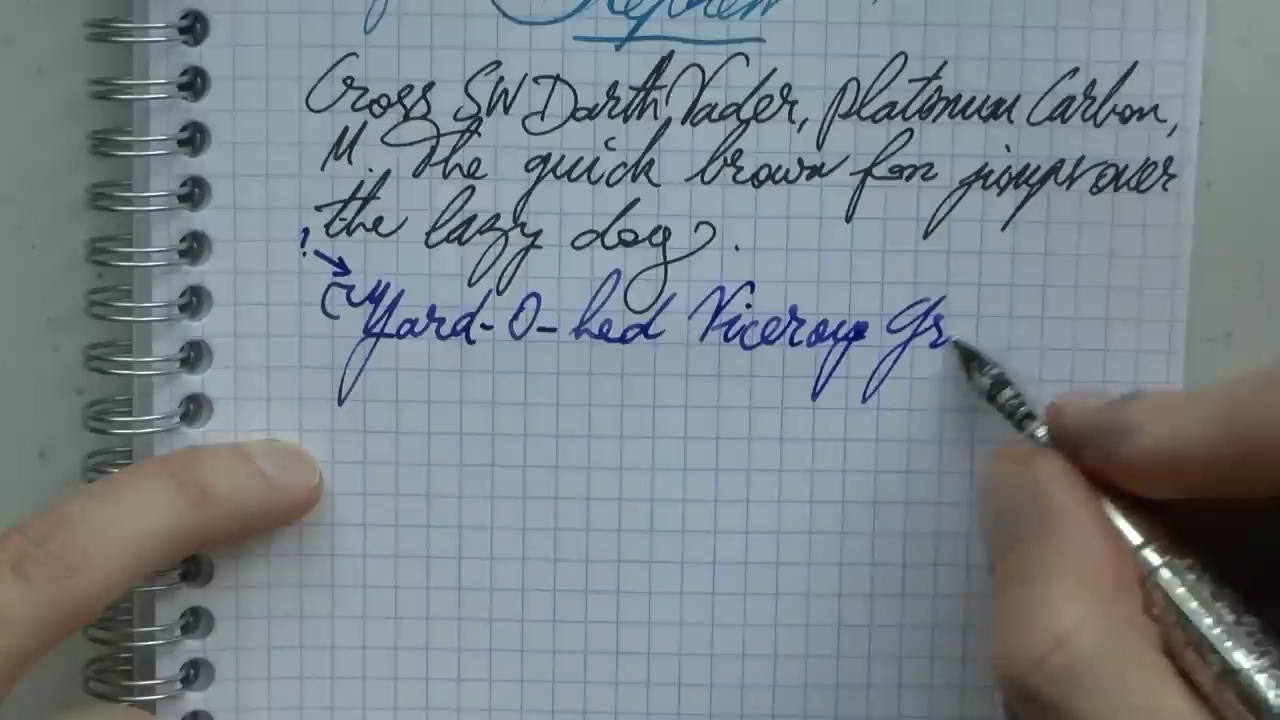 Cross SW Darth Vader, Platinum Carbon,
M. The quick brown fox jumps over
the lazy dog.
!
Yard-O-led Viceroy Gr